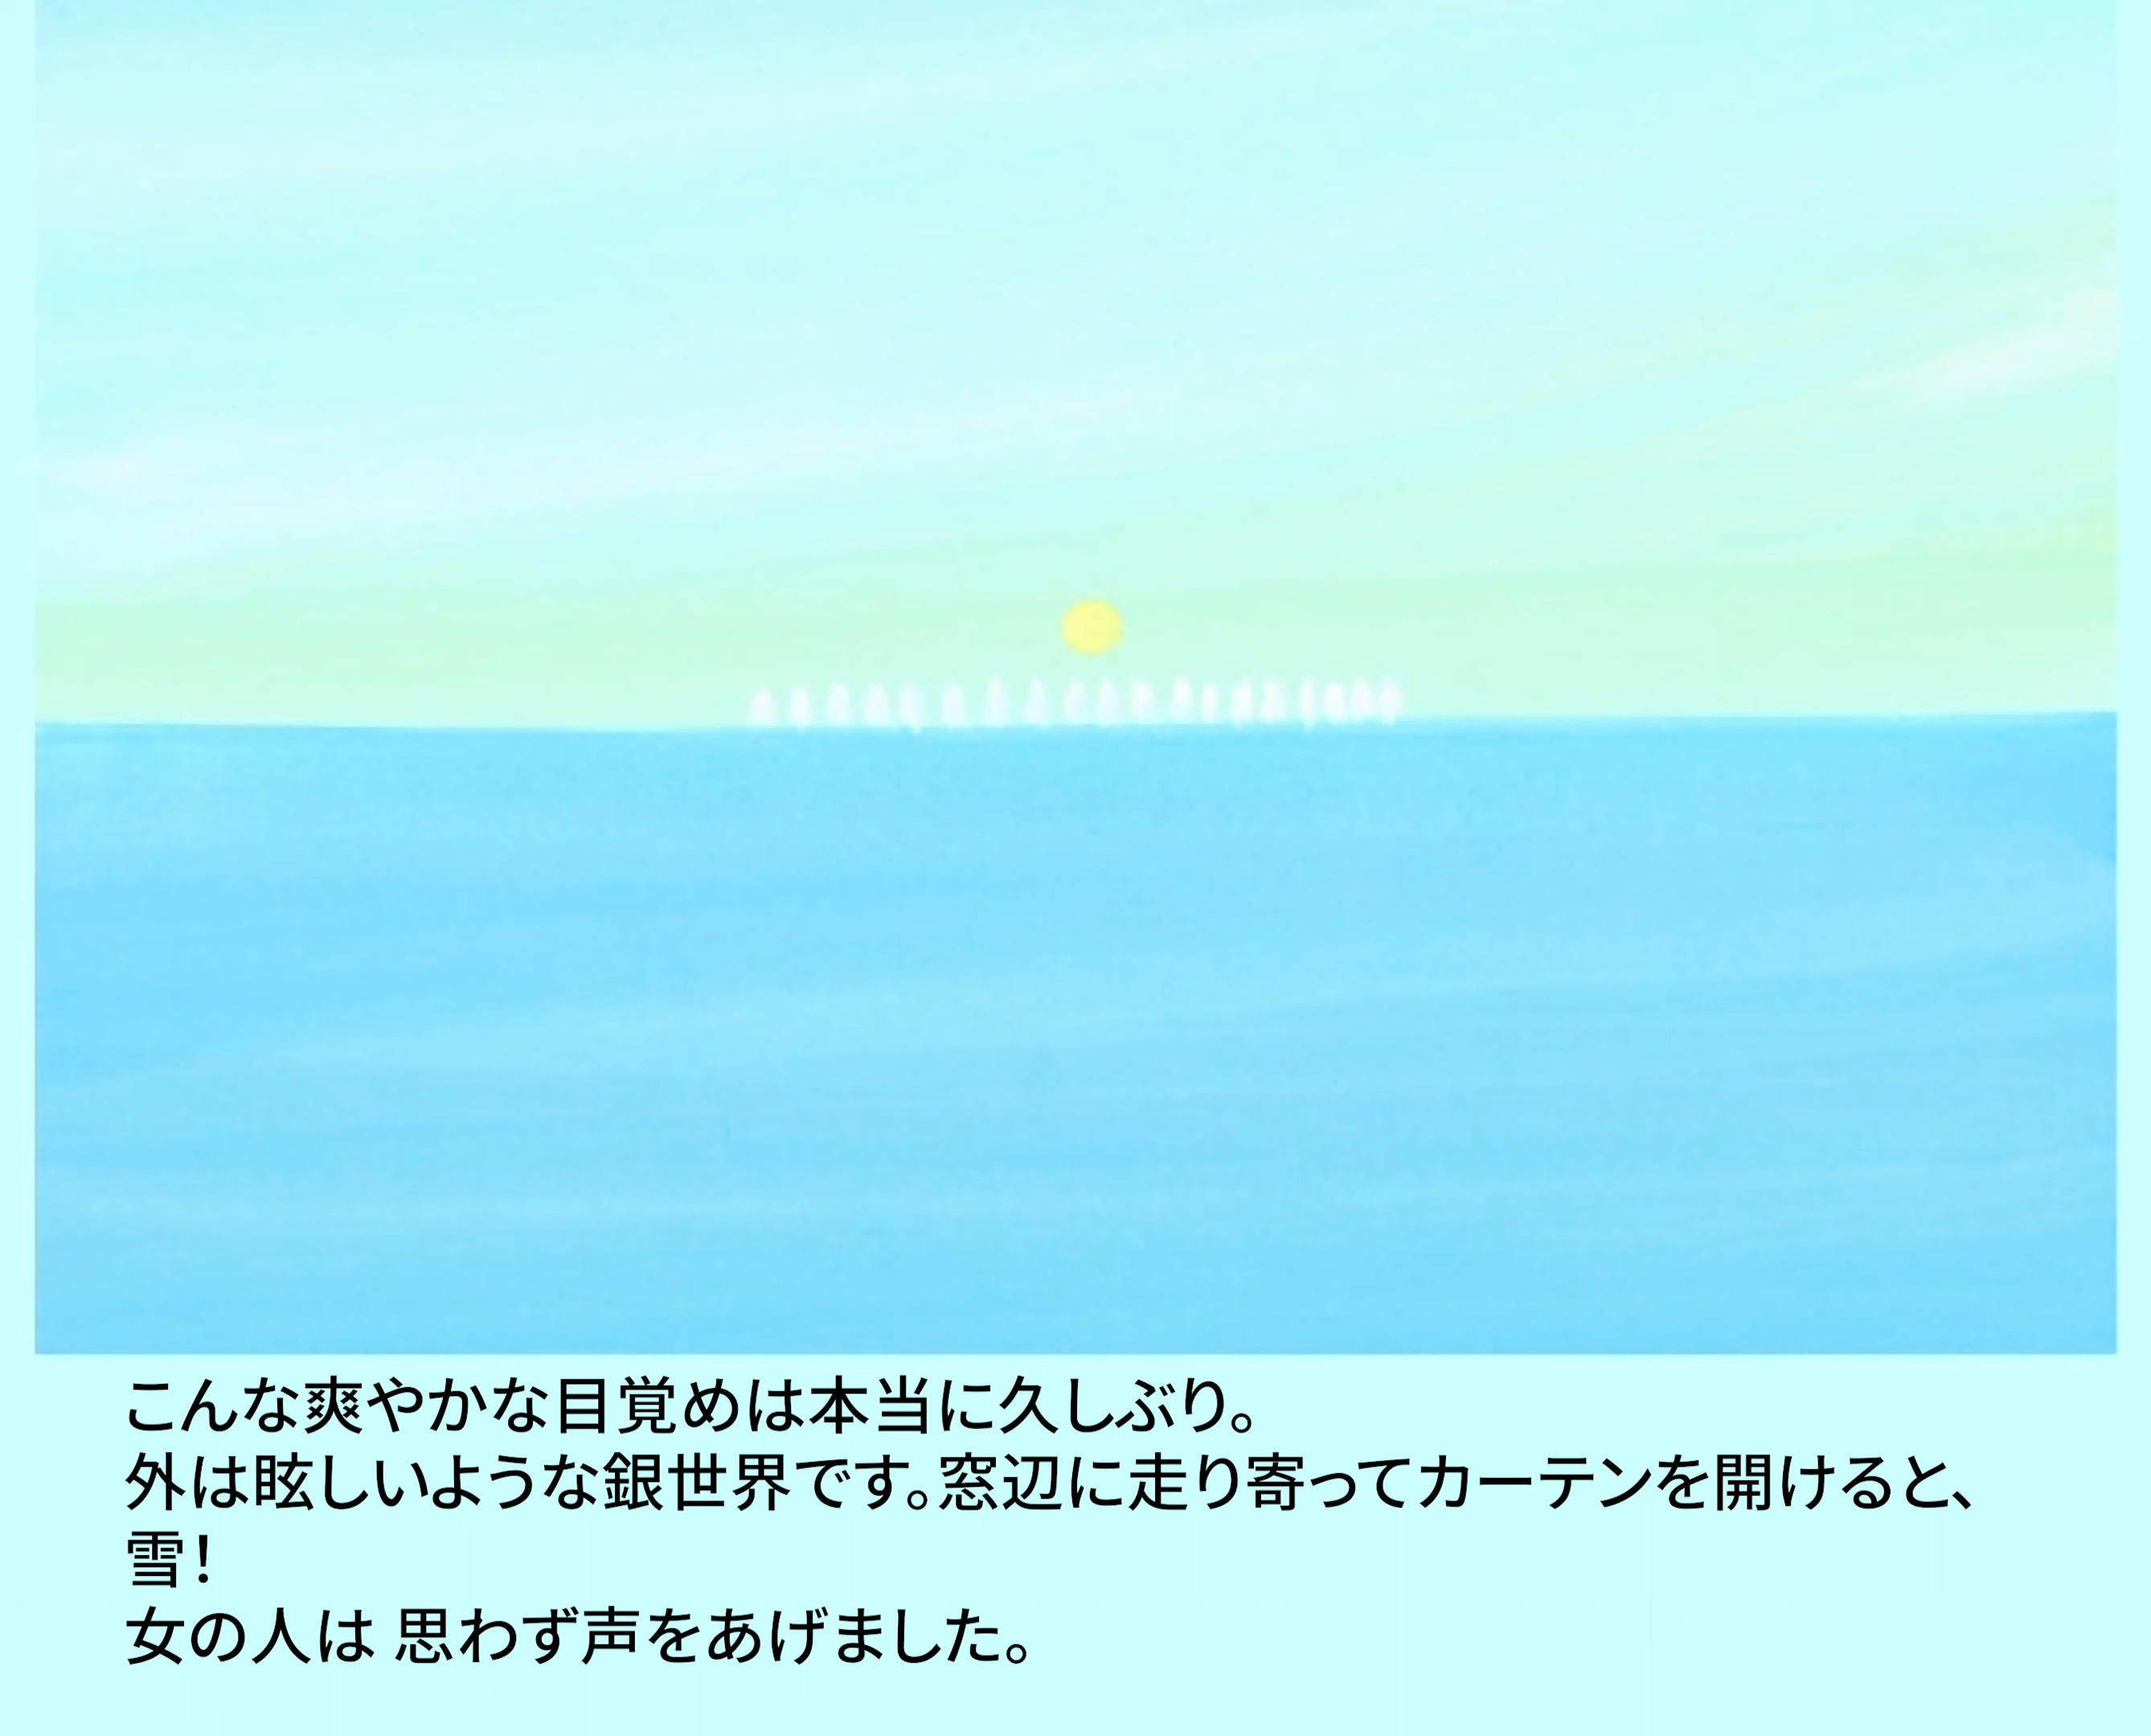 こんな爽やかな目覚めは本当に久しぶり。
外は眩しいような銀世界です。窓辺に走り寄ってカーテンを開けると、
雪！
女の人は 思わず声をあげました。